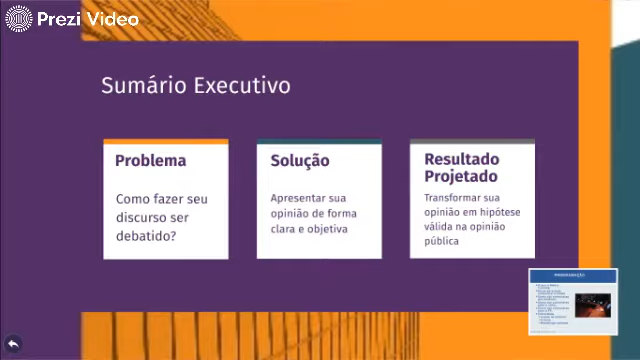 Prezi Video
Sumário Executivo
Problema
Como fazer seu
discurso ser
debatido?
Solução
Apresentar sua
opinião de forma
clara e objetiva
Resultado
Projetado
Transformar sua
opinião em hipótese
válida na opinião
pública